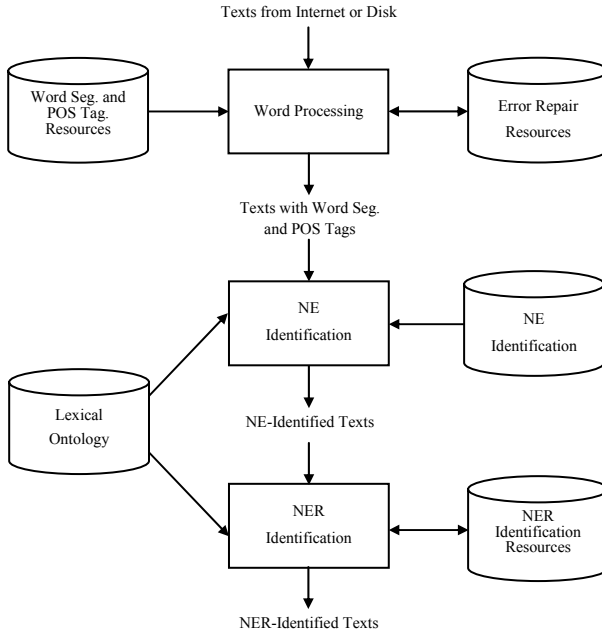 Texts from Internet or Disk
Word Seg. and
POS Tag.
Resources
Word Processing
Error Repair
Resources
Texts with Word Seg.
and POS Tags
NE
Identification
NE
Identification
Lexical
Ontology
NE-Identified Texts
NER
Identification
NER
Identification
Resources
NER-Identified Texts